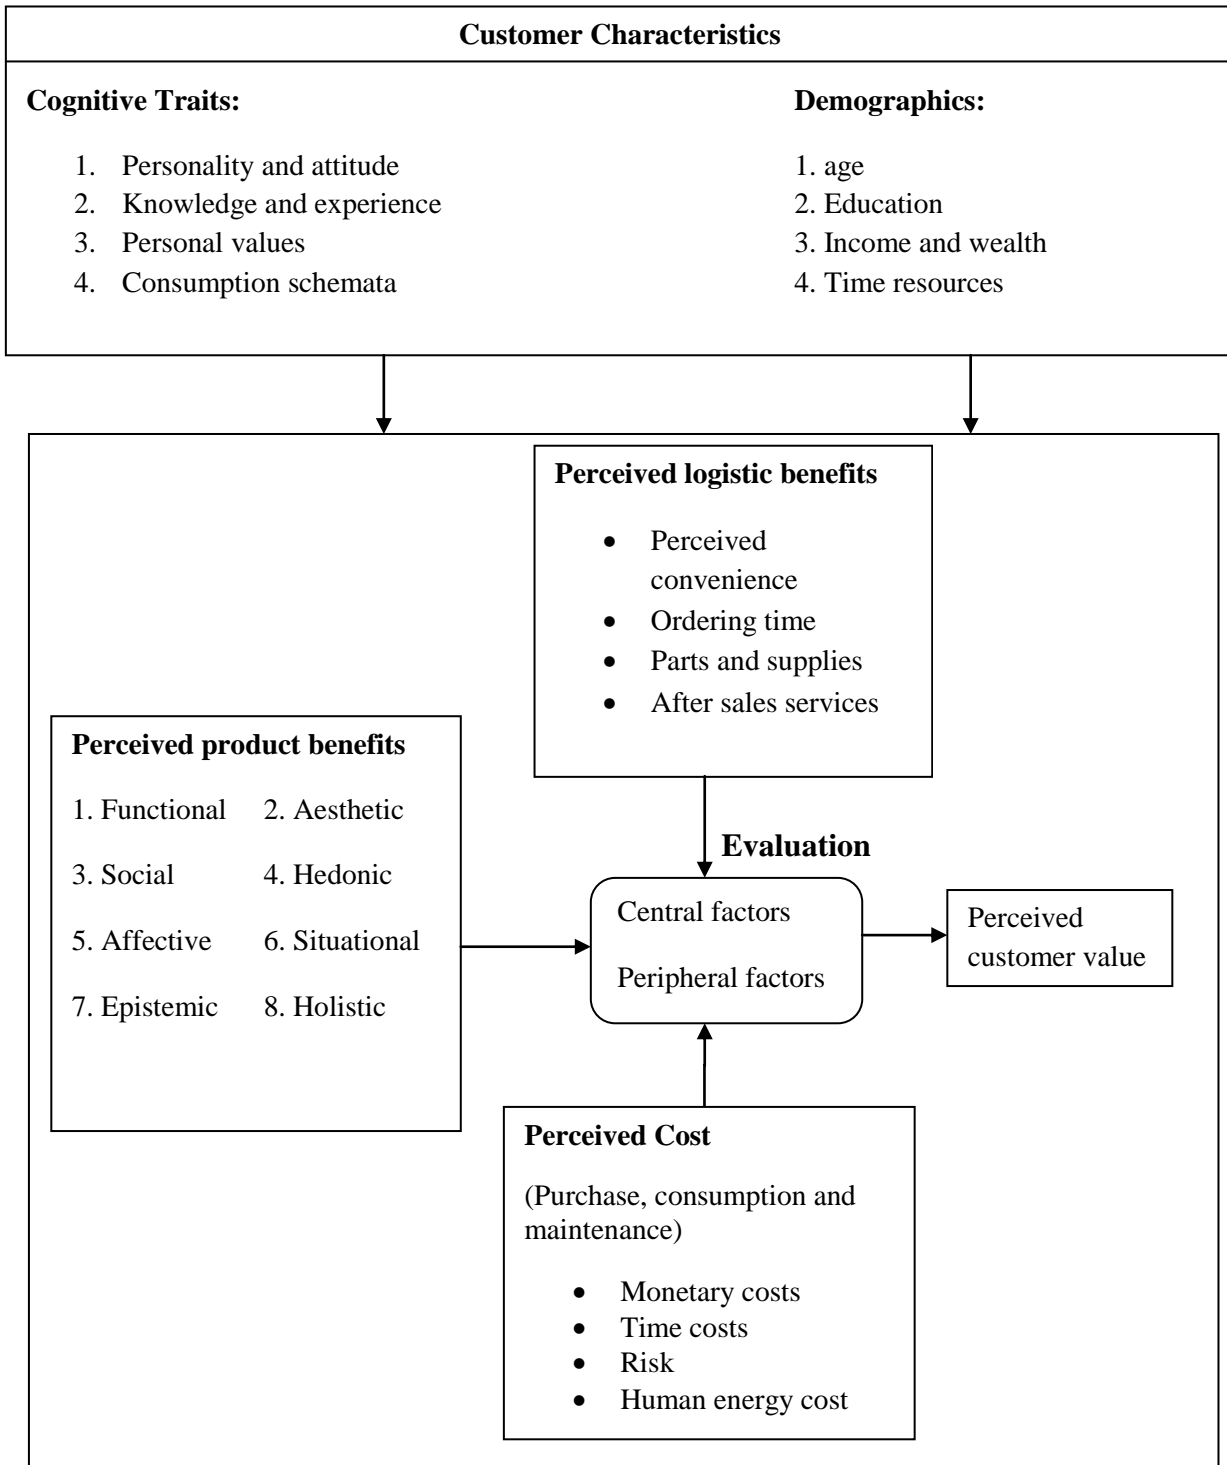 Customer Characteristics
Cognitive Traits:
1. Personality and attitude
2. Knowledge and experience
3. Personal values
4. Consumption schemata
Demographics:
1. age
2. Education
3. Income and wealth
4. Time resources
Perceived logistic benefits
• Perceived
convenience
• Ordering time
• Parts and supplies
• After sales services
Perceived product benefits
1. Functional 2. Aesthetic
3. Social 4. Hedonic
5. Affective 6. Situational
7. Epistemic 8. Holistic
Evaluation
Central factors
Peripheral factors
Perceived
customer value
Perceived Cost
(Purchase, consumption and
maintenance)
• Monetary costs
• Time costs
• Risk
• Human energy cost